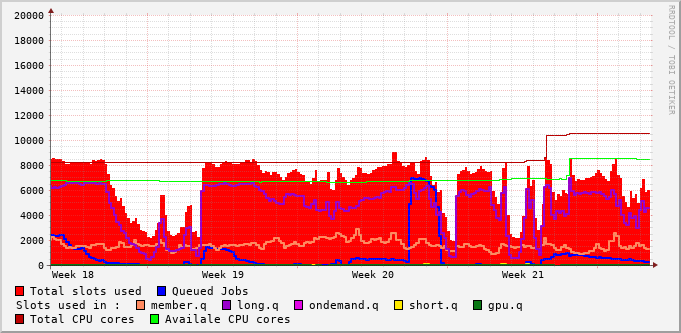 RRDTOOL / TOBI OETIKER
20000
18000
16000
14000
12000
10000
8000
6000
4000
2000
0
Week 18 Week 19 Week 20 Week 21
Total slots used Queued Jobs
Slots used in : member.q long.q ondemand.q short.q gpu.q
Total CPU cores Availale CPU cores